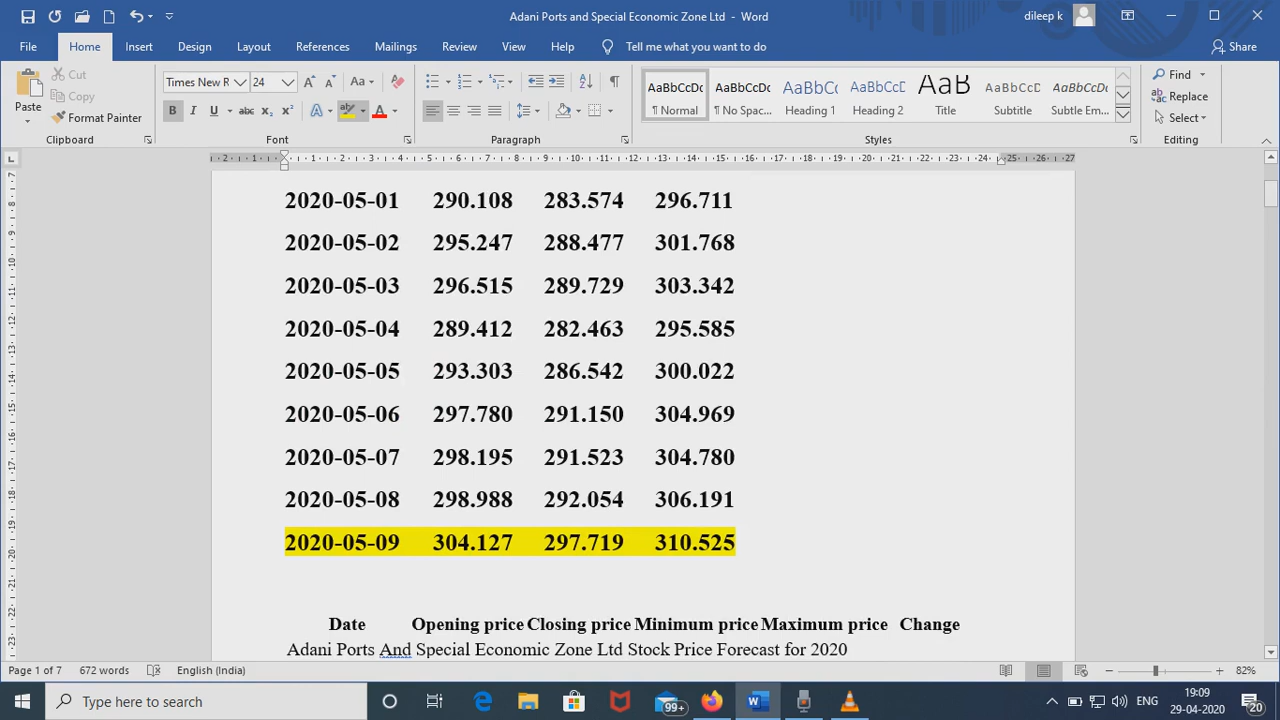 Adani Ports and Special Economic Zone Ltd - Word
dileep k
File Home Insert Design Layout References Mailings Review View Help Tell me what you want to do Share
Paste Cut Copy Format Painter
Times New R 24
AaBbCcDc AaBbCcDc AaBbCc AaBbCcD AaB AaBbCcD AaBbCcDt
¶ Normal ¶ No Spac... Heading 1 Heading 2 Title Subtitle Subtle Em...
Find Replace Select
Clipboard Font Paragraph Styles Editing
2020-05-01 290.108 283.574 296.711
2020-05-02 295.247 288.477 301.768
2020-05-03 296.515 289.729 303.342
2020-05-04 289.412 282.463 295.585
2020-05-05 293.303 286.542 300.022
2020-05-06 297.780 291.150 304.969
2020-05-07 298.195 291.523 304.780
2020-05-08 298.988 292.054 306.191
2020-05-09 304.127 297.719 310.525
Date Opening price Closing price Minimum price Maximum price Change
Adani Ports And Special Economic Zone Ltd Stock Price Forecast for 2020
Page 1 of 7 672 words English (India) 82%
Type here to search
99+
ENG
19:09
29-04-2020
20